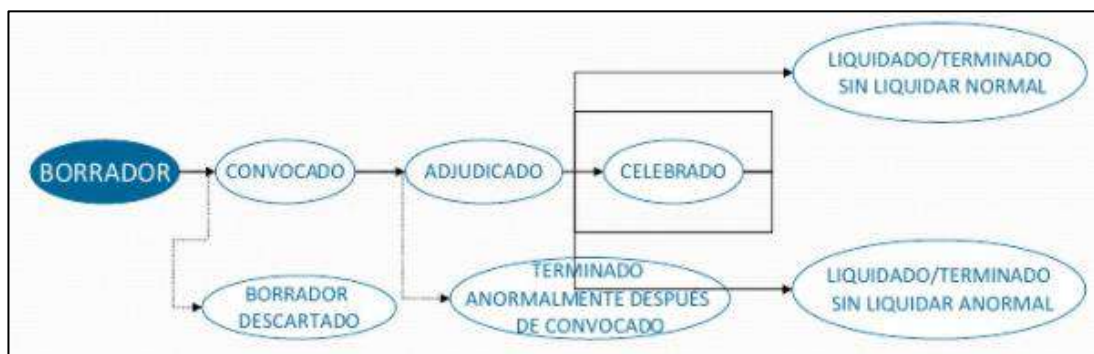 LIQUIDADO/TERMINADO
SIN LIQUIDAR NORMAL
BORRADOR
CONVOCADO
ADJUDICADO
CELEBRADO
BORRADOR
DESCARTADO
TERMINADO
ANORMALMENTE DESPUÉS
DE CONVOCADO
LIQUIDADO/TERMINADO
SIN LIQUIDAR ANORMAL